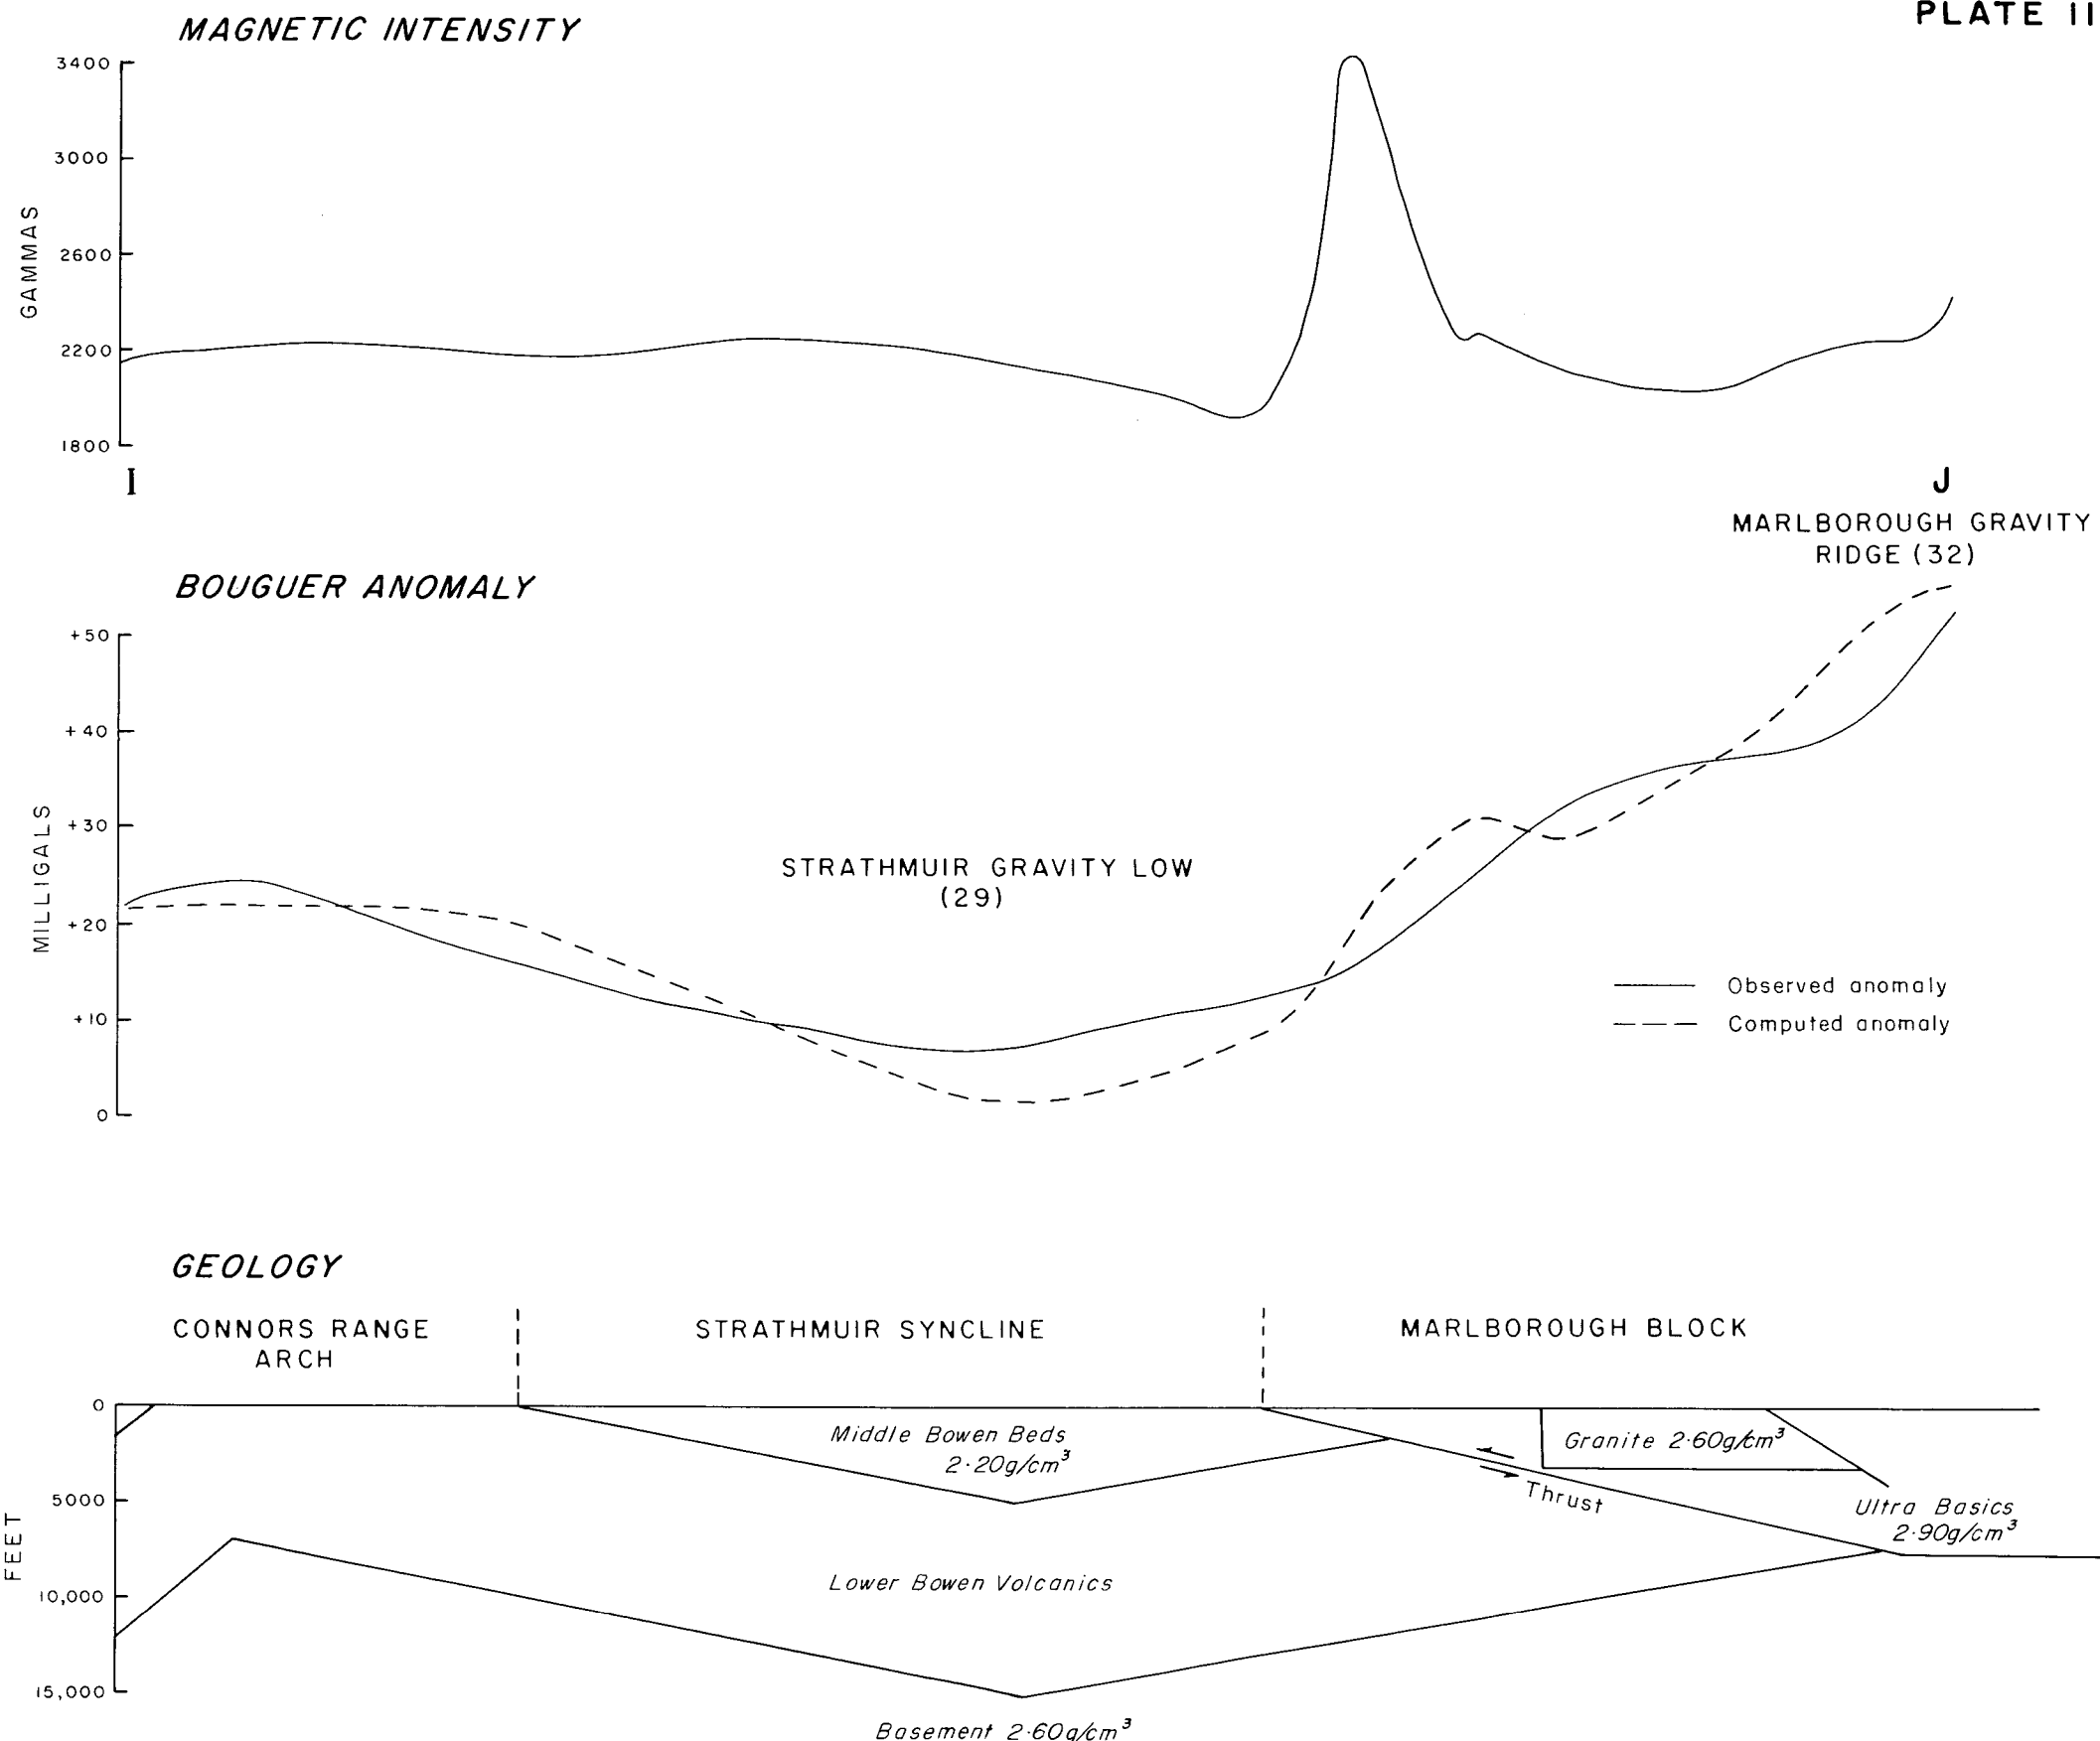 PLATE II
MAGNETIC INTENSITY
3400
3000
2600
2200
1800
GAMMAS
I
J
MARLBOROUGH GRAVITY
RIDGE (32)
BOUGUER ANOMALY
+50
+40
+30
+20
+10
0
MILLIGALS
STRATHMUIR GRAVITY LOW
(29)
Observed anomaly
Computed anomaly
GEOLOGY
CONNORS RANGE
ARCH
STRATHMUIR SYNCLINE
MARLBOROUGH BLOCK
0
5000
10,000
15,000
FEET
Middle Bowen Beds
2·20g/cm³
Granite 2·60g/cm³
Thrust
Ultra Basics
2·90g/cm³
Lower Bowen Volcanics
Basement 2·60g/cm³